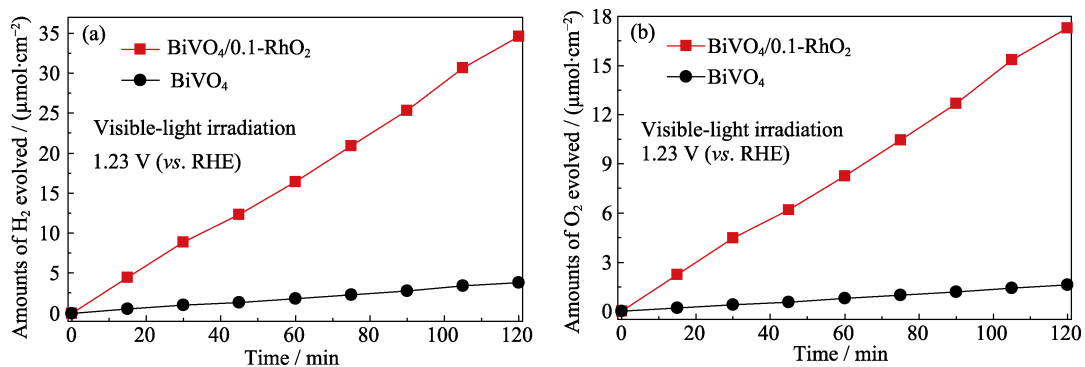 (a)
BiVO₄/0.1-RhO₂
BiVO₄
Visible-light irradiation
1.23 V (vs. RHE)
Amounts of H₂ evolved / (μmol·cm⁻²)
35
30
25
20
15
10
5
0
0 20 40 60 80 100 120
Time / min
(b)
BiVO₄/0.1-RhO₂
BiVO₄
Visible-light irradiation
1.23 V (vs. RHE)
Amounts of O₂ evolved / (μmol·cm⁻²)
18
15
12
9
6
3
0
0 20 40 60 80 100 120
Time / min